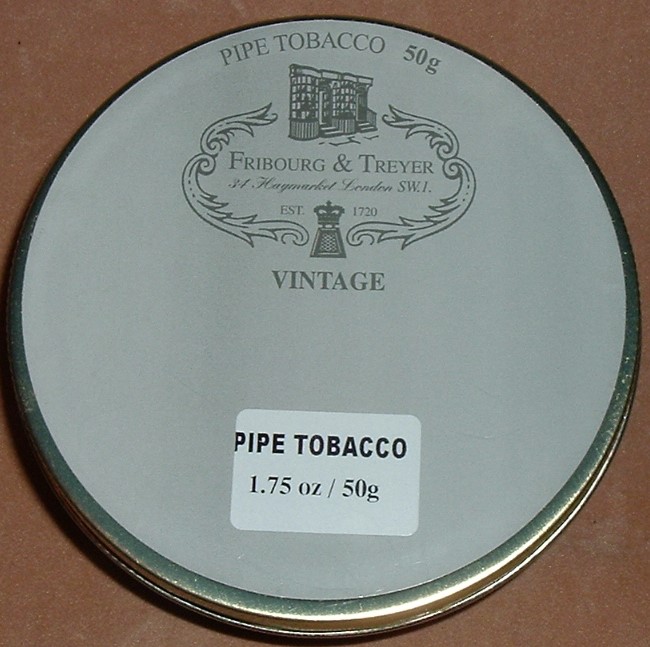 PIPE TOBACCO 50g
FRIBOURG & TREYER
34 Haymarket London SW.1.
EST. 1720
VINTAGE
PIPE TOBACCO
1.75 oz / 50g